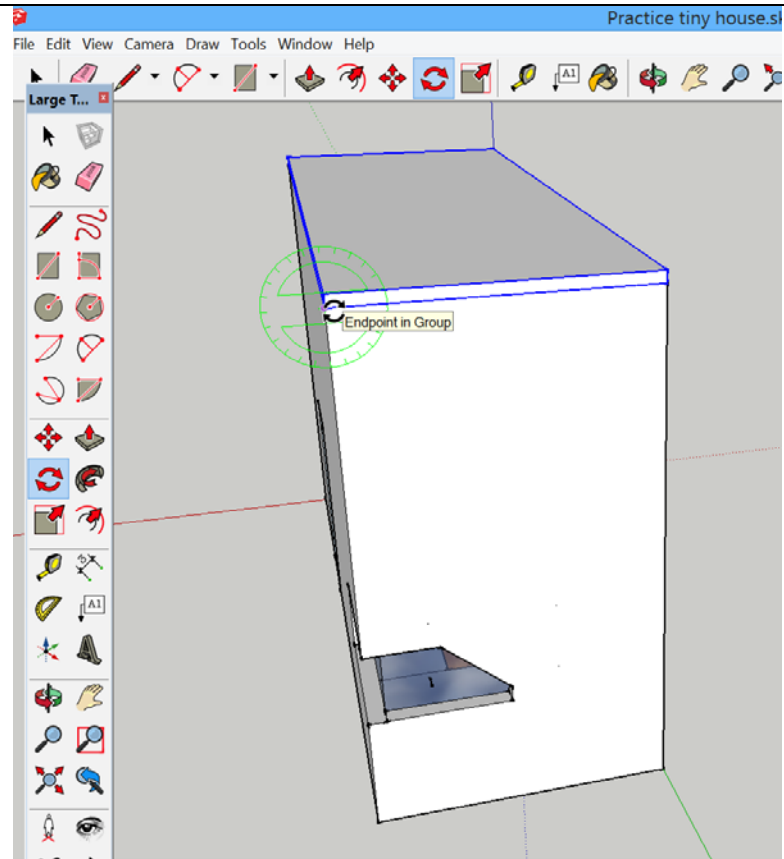 Practice tiny house.sk
File Edit View Camera Draw Tools Window Help
A1
Large T...
Endpoint in Group
A1